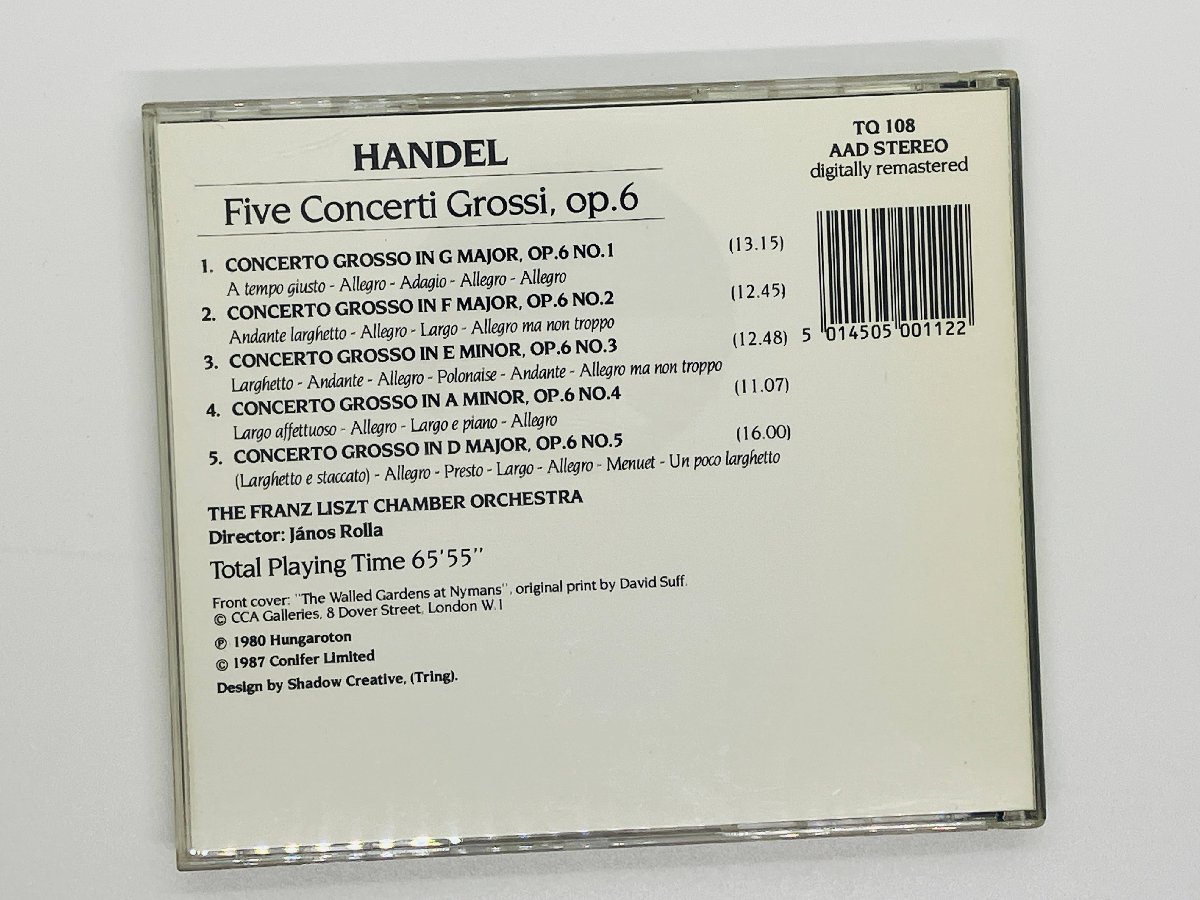 HANDEL
Five Concerti Grossi, op.6
1. CONCERTO GROSSO IN G MAJOR, OP.6 NO.1 (13.15)
A tempo giusto - Allegro - Adagio - Allegro - Allegro
2. CONCERTO GROSSO IN F MAJOR, OP.6 NO.2 (12.45)
Andante larghetto - Allegro - Largo - Allegro ma non troppo
3. CONCERTO GROSSO IN E MINOR, OP.6 NO.3 (12.48)
Larghetto - Andante - Allegro - Polonaise - Andante - Allegro ma non troppo
4. CONCERTO GROSSO IN A MINOR, OP.6 NO.4 (11.07)
Largo affettuoso - Allegro - Largo e piano - Allegro
5. CONCERTO GROSSO IN D MAJOR, OP.6 NO.5 (16.00)
(Larghetto e staccato) - Allegro - Presto - Largo - Allegro - Menuet - Un poco larghetto
THE FRANZ LISZT CHAMBER ORCHESTRA
Director: János Rolla
Total Playing Time 65'55"
Front cover: "The Walled Gardens at Nymans", original print by David Suff.
© CCA Galleries, 8 Dover Street, London W.1
℗ 1980 Hungaroton
© 1987 Conifer Limited
Design by Shadow Creative, (Tring).
TQ 108
AAD STEREO
digitally remastered
5 014505 001122